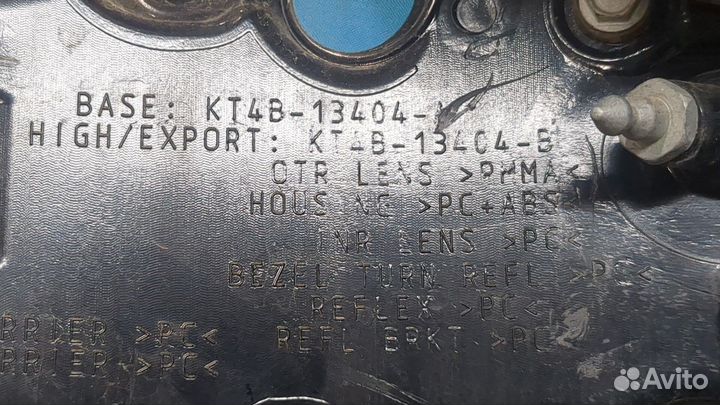 BASE: KT4B-13404-A
HIGH/EXPORT: KT4B-13404-B
OTR LENS >PMMA<
HOUSING >PC+ABS<
INR LENS >PC<
BEZEL TURN REFL >PC<
REFLEX >PC<
RRIER >PC< REFL BRKT >PC<
RRIER >PC<
Avito